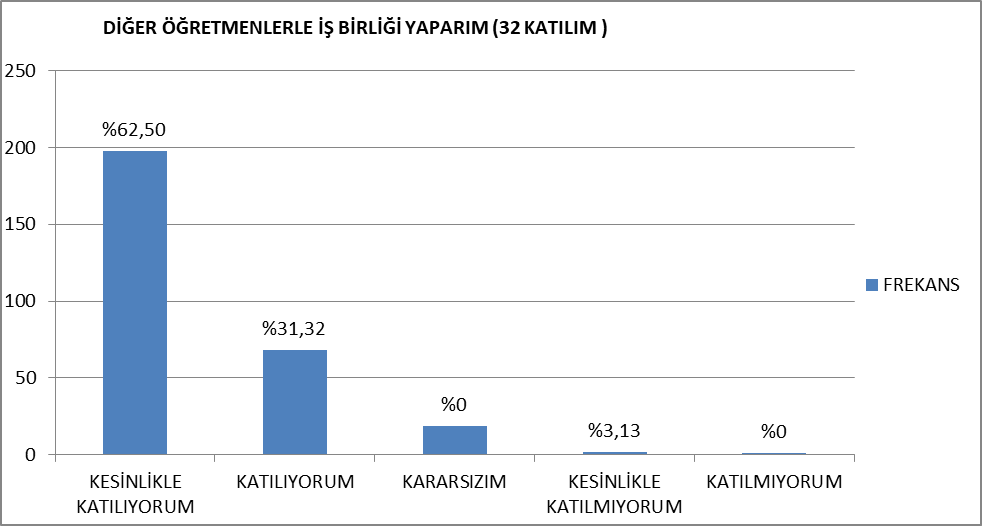 DİĞER ÖĞRETMENLERLE İŞ BİRLİĞİ YAPARIM (32 KATILIM )
250
200
150
100
50
0
%62,50
%31,32
%0
%3,13
%0
KESİNLİKLE
KATILIYORUM
KATILIYORUM
KARARSIZIM
KESİNLİKLE
KATILMIYORUM
KATILMIYORUM
FREKANS